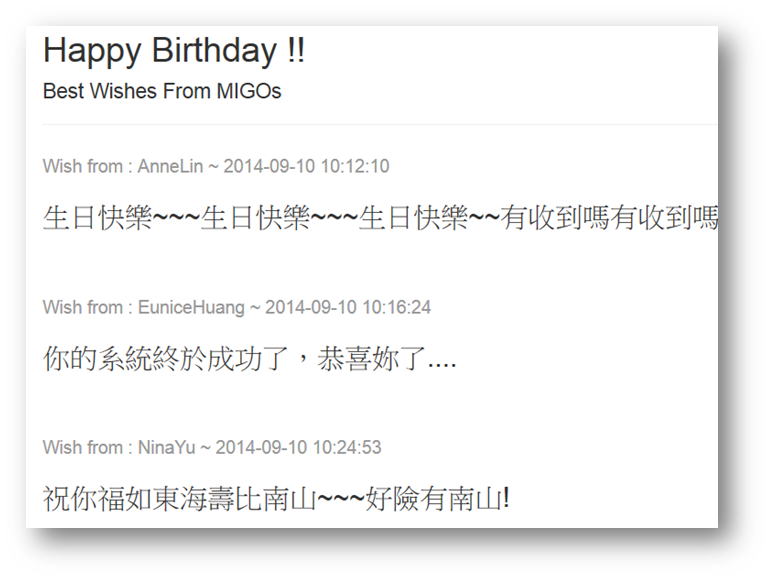 Happy Birthday !!
Best Wishes From MIGOs
Wish from : AnneLin ~ 2014-09-10 10:12:10
生日快樂~~~生日快樂~~~生日快樂~~有收到嗎有收到嗎
Wish from : EuniceHuang ~ 2014-09-10 10:16:24
你的系統終於成功了，恭喜妳了....
Wish from : NinaYu ~ 2014-09-10 10:24:53
祝你福如東海壽比南山~~~好險有南山!